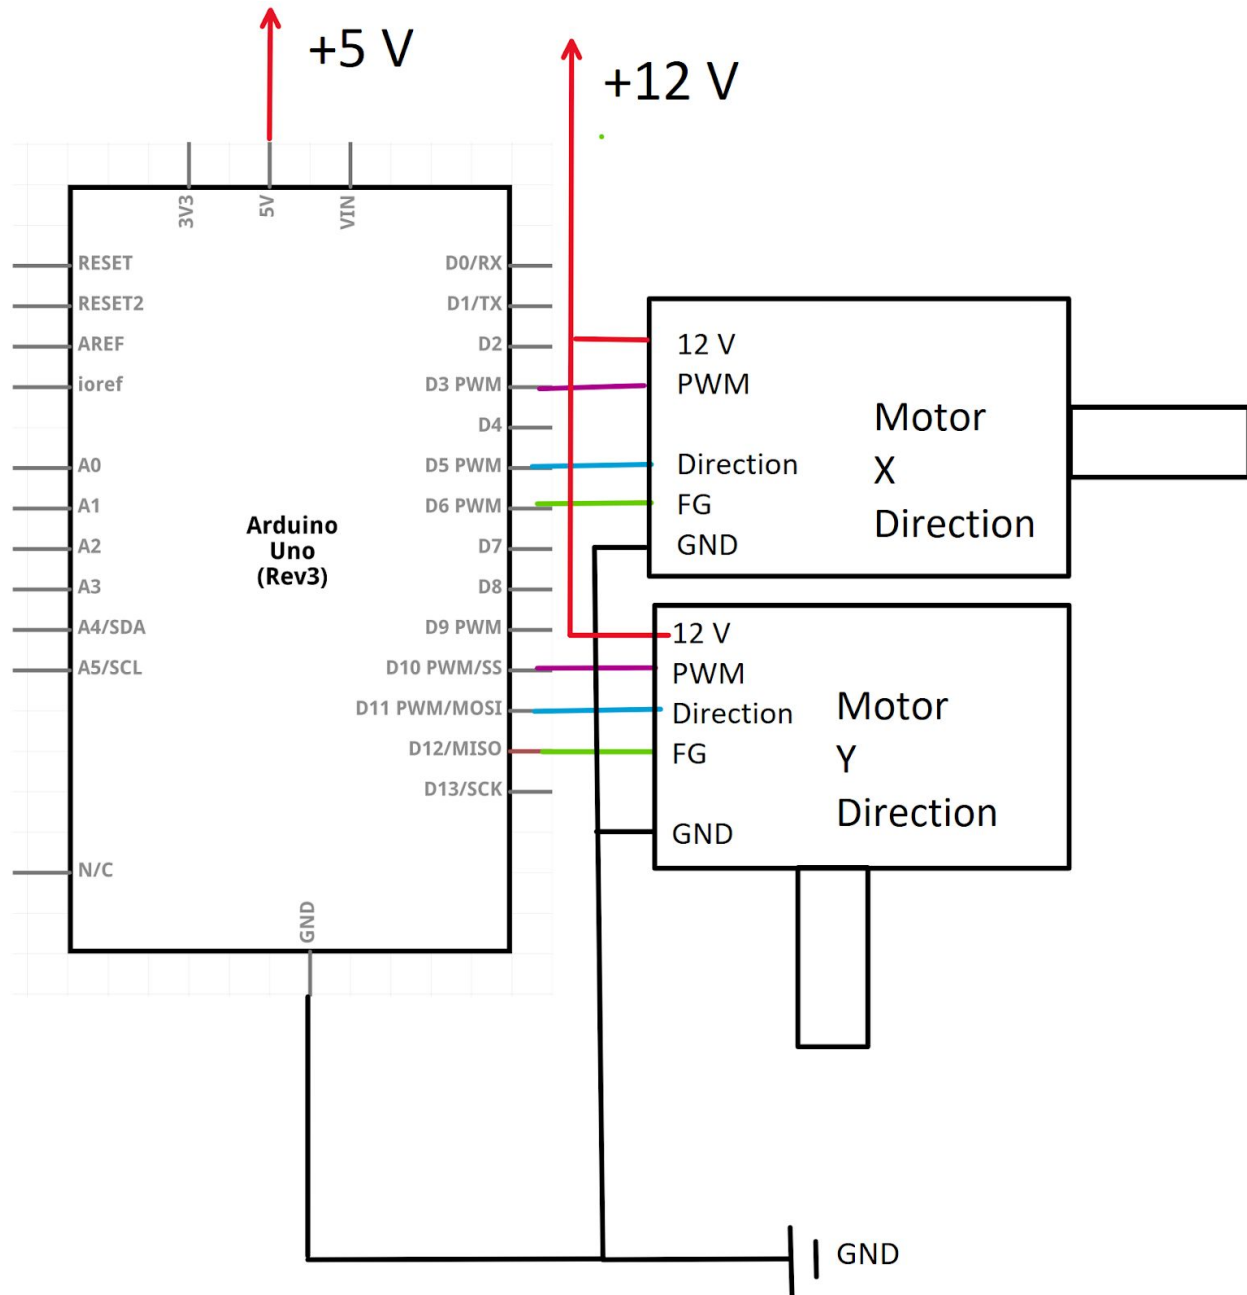 +5 V
+12 V
3V3
5V
VIN
RESET
RESET2
AREF
ioref
A0
A1
A2
A3
A4/SDA
A5/SCL
N/C
Arduino
Uno
(Rev3)
D0/RX
D1/TX
D2
D3 PWM
D4
D5 PWM
D6 PWM
D7
D8
D9 PWM
D10 PWM/SS
D11 PWM/MOSI
D12/MISO
D13/SCK
GND
12 V
PWM
Direction
FG
GND
Motor
X
Direction
12 V
PWM
Direction
FG
GND
Motor
Y
Direction
GND